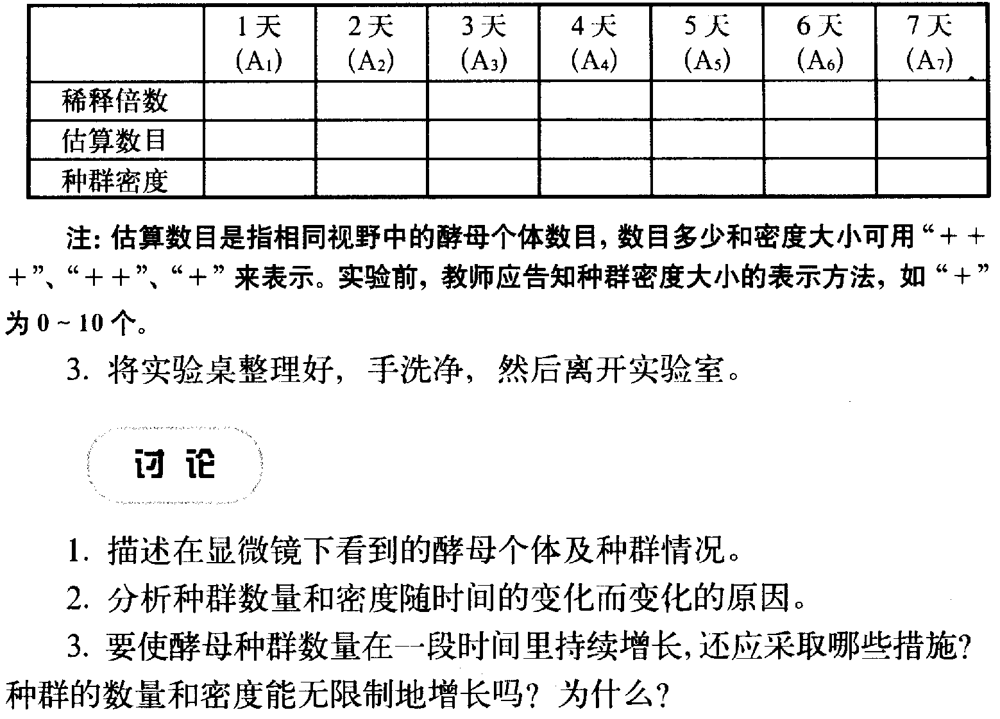 1天 2天 3天 4天 5天 6天 7天
(A₁) (A₂) (A₃) (A₄) (A₅) (A₆) (A₇)
稀释倍数
估算数目
种群密度
注: 估算数目是指相同视野中的酵母个体数目, 数目多少和密度大小可用“＋＋
＋”、“＋＋”、“＋”来表示。实验前, 教师应告知种群密度大小的表示方法, 如“＋”
为 0 ~ 10 个。
3. 将实验桌整理好, 手洗净, 然后离开实验室。
讨论
1. 描述在显微镜下看到的酵母个体及种群情况。
2. 分析种群数量和密度随时间的变化而变化的原因。
3. 要使酵母种群数量在一段时间里持续增长, 还应采取哪些措施?
种群的数量和密度能无限制地增长吗? 为什么?